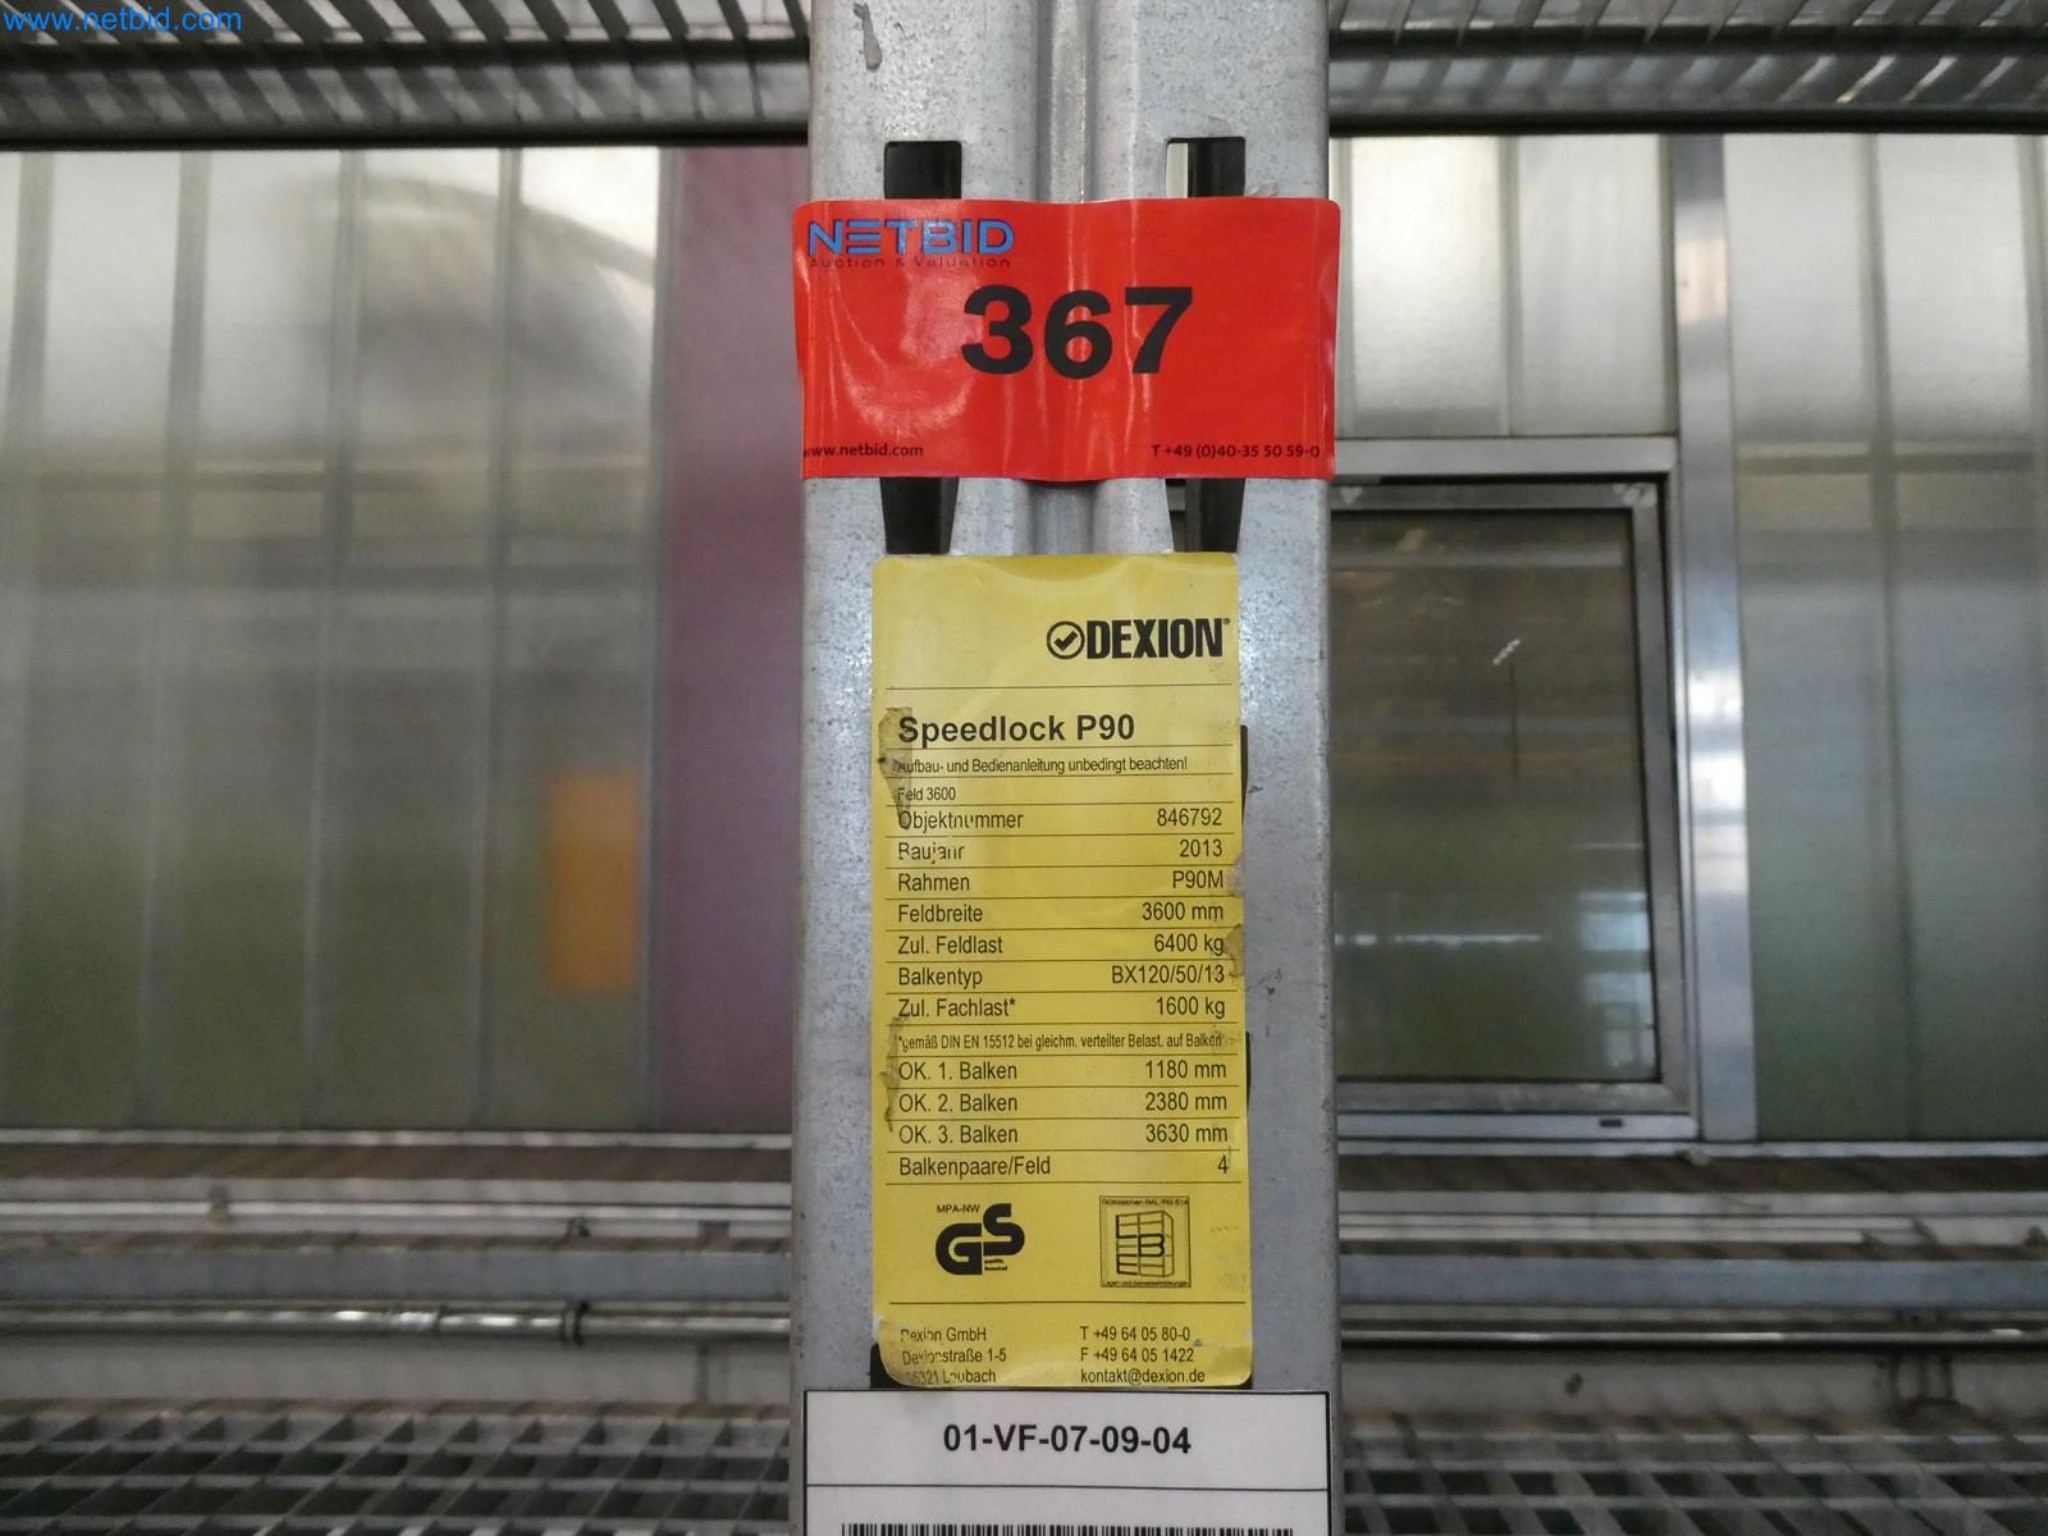 www.netbid.com
NETBID
Auction & Valuation
367
www.netbid.com T +49 (0)40-35 50 59-0
DEXION®
Speedlock P90
Aufbau- und Bedienanleitung unbedingt beachten!
Feld 3600
Objektnummer 846792
Baujahr 2013
Rahmen P90M
Feldbreite 3600 mm
Zul. Feldlast 6400 kg
Balkentyp BX120/50/13
Zul. Fachlast* 1600 kg
*gemäß DIN EN 15512 bei gleichm. verteilter Belast. auf Balken
OK. 1. Balken 1180 mm
OK. 2. Balken 2380 mm
OK. 3. Balken 3630 mm
Balkenpaare/Feld 4
MPA-NW
GS
Dexion GmbH T +49 64 05 80-0
Dexionstraße 1-5 F +49 64 05 1422
35321 Laubach kontakt@dexion.de
01-VF-07-09-04